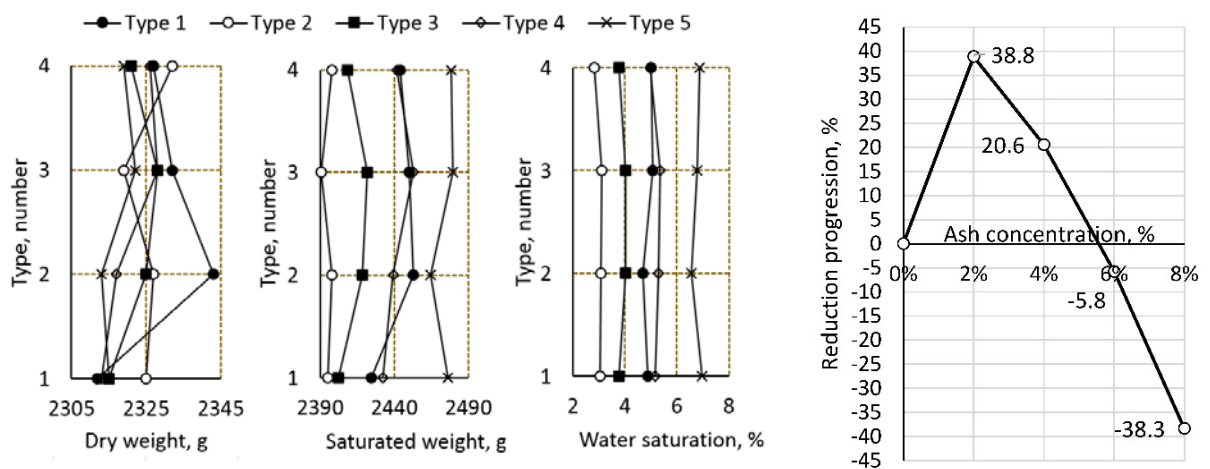 Type 1 Type 2 Type 3 Type 4 Type 5
Type, number
4
3
2
1
2305 2325 2345
Dry weight, g
Type, number
4
3
2
1
2390 2440 2490
Saturated weight, g
Type, number
4
3
2
1
2 4 6 8
Water saturation, %
Reduction progression, %
45
40
35
30
25
20
15
10
5
0
-5
-10
-15
-20
-25
-30
-35
-40
-45
38.8
20.6
Ash concentration, %
0% 2% 4% 6% 8%
-5.8
-38.3